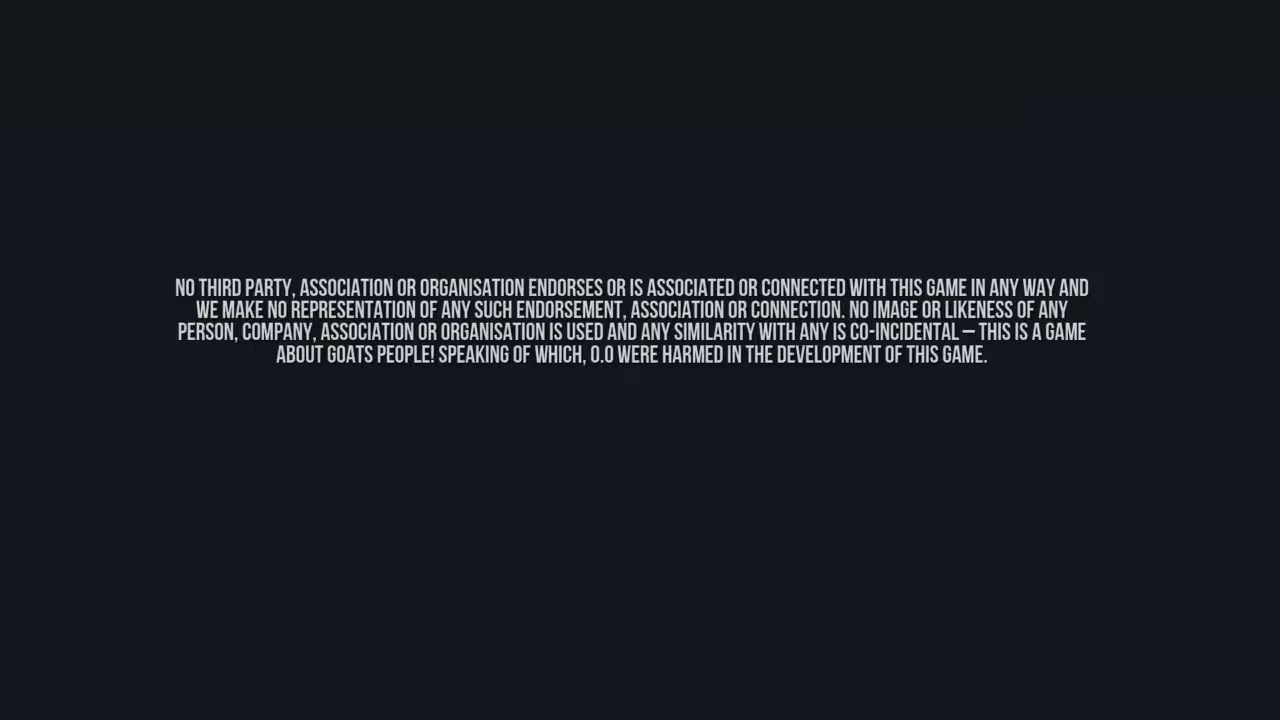 NO THIRD PARTY, ASSOCIATION OR ORGANISATION ENDORSES OR IS ASSOCIATED OR CONNECTED WITH THIS GAME IN ANY WAY AND
WE MAKE NO REPRESENTATION OF ANY SUCH ENDORSEMENT, ASSOCIATION OR CONNECTION. NO IMAGE OR LIKENESS OF ANY
PERSON, COMPANY, ASSOCIATION OR ORGANISATION IS USED AND ANY SIMILARITY WITH ANY IS CO-INCIDENTAL – THIS IS A GAME
ABOUT GOATS PEOPLE! SPEAKING OF WHICH, 0.0 WERE HARMED IN THE DEVELOPMENT OF THIS GAME.